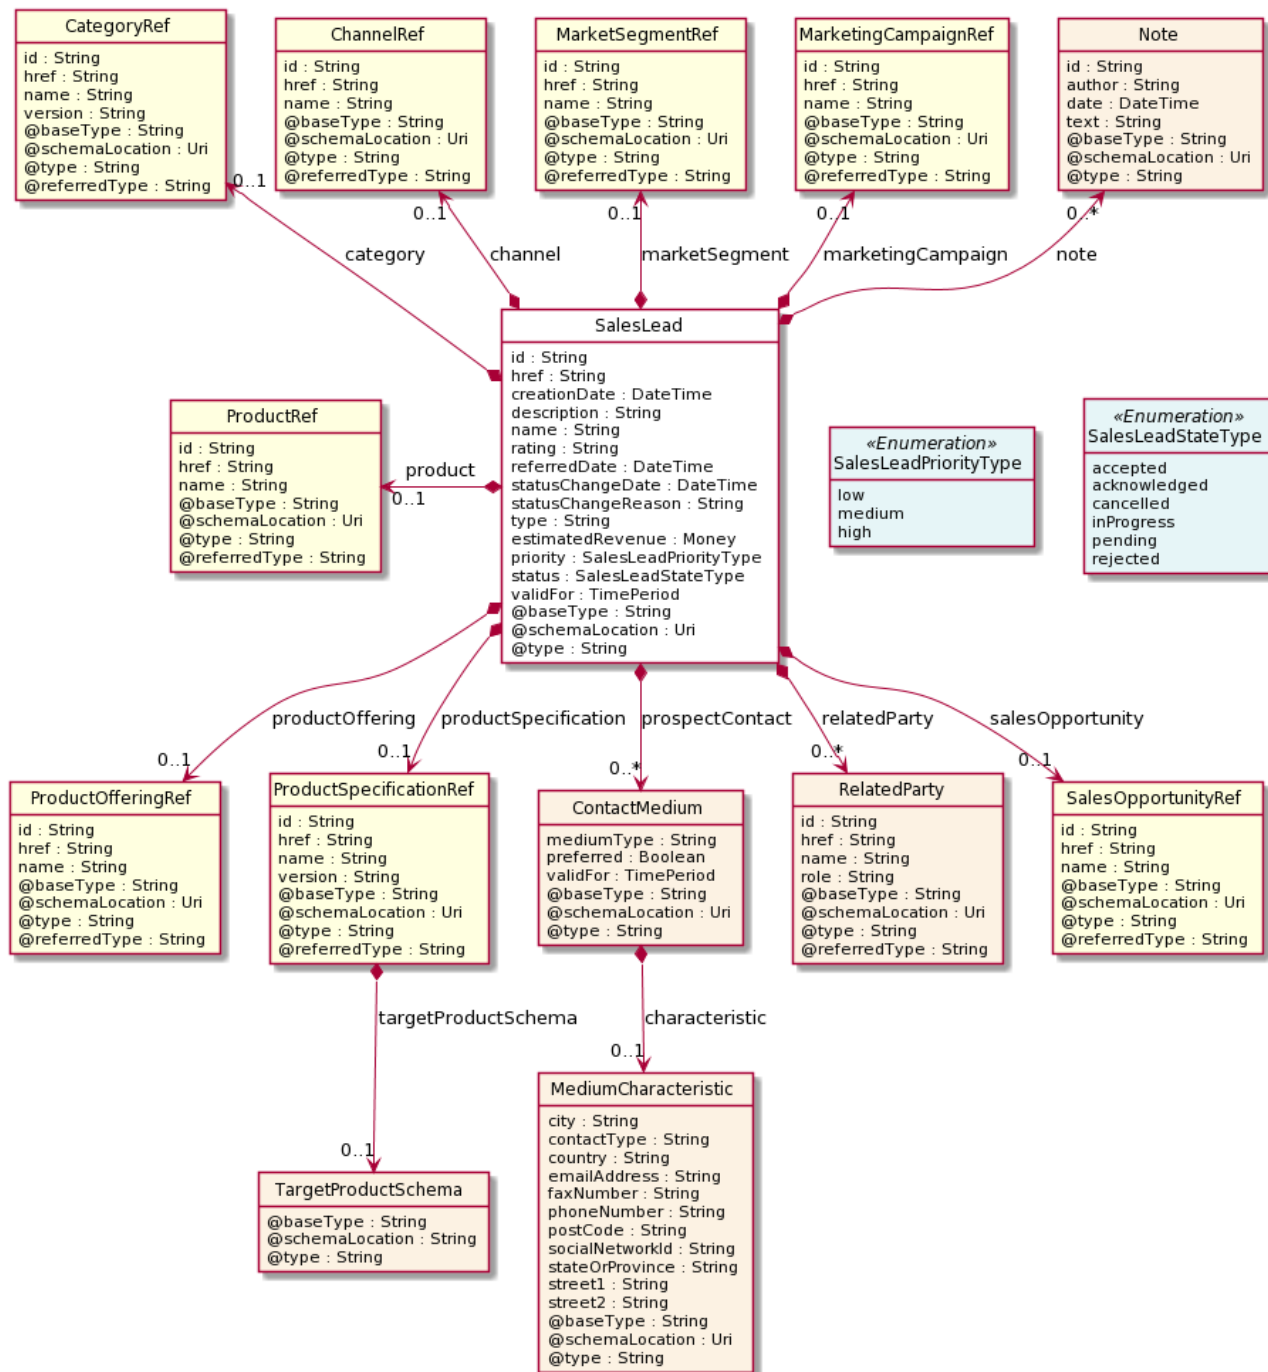 CategoryRef
id : String
href : String
name : String
version : String
@baseType : String
@schemaLocation : Uri
@type : String
@referredType : String
ChannelRef
id : String
href : String
name : String
@baseType : String
@schemaLocation : Uri
@type : String
@referredType : String
MarketSegmentRef
id : String
href : String
name : String
@baseType : String
@schemaLocation : Uri
@type : String
@referredType : String
MarketingCampaignRef
id : String
href : String
name : String
@baseType : String
@schemaLocation : Uri
@type : String
@referredType : String
Note
id : String
author : String
date : DateTime
text : String
@baseType : String
@schemaLocation : Uri
@type : String
0..1
0..1
0..1
0..1
0..*
category
channel
marketSegment
marketingCampaign
note
SalesLead
id : String
href : String
creationDate : DateTime
description : String
name : String
rating : String
referredDate : DateTime
statusChangeDate : DateTime
statusChangeReason : String
type : String
estimatedRevenue : Money
priority : SalesLeadPriorityType
status : SalesLeadStateType
validFor : TimePeriod
@baseType : String
@schemaLocation : Uri
@type : String
ProductRef
id : String
href : String
name : String
@baseType : String
@schemaLocation : Uri
@type : String
@referredType : String
product
0..1
«Enumeration»
SalesLeadPriorityType
low
medium
high
«Enumeration»
SalesLeadStateType
accepted
acknowledged
cancelled
inProgress
pending
rejected
productOffering
productSpecification
prospectContact
relatedParty
salesOpportunity
0..1
0..1
0..*
0..*
0..1
ProductOfferingRef
id : String
href : String
name : String
@baseType : String
@schemaLocation : Uri
@type : String
@referredType : String
ProductSpecificationRef
id : String
href : String
name : String
version : String
@baseType : String
@schemaLocation : Uri
@type : String
@referredType : String
ContactMedium
mediumType : String
preferred : Boolean
validFor : TimePeriod
@baseType : String
@schemaLocation : Uri
@type : String
RelatedParty
id : String
href : String
name : String
role : String
@baseType : String
@schemaLocation : Uri
@type : String
@referredType : String
SalesOpportunityRef
id : String
href : String
name : String
@baseType : String
@schemaLocation : Uri
@type : String
@referredType : String
targetProductSchema
characteristic
0..1
0..1
TargetProductSchema
@baseType : String
@schemaLocation : String
@type : String
MediumCharacteristic
city : String
contactType : String
country : String
emailAddress : String
faxNumber : String
phoneNumber : String
postCode : String
socialNetworkId : String
stateOrProvince : String
street1 : String
street2 : String
@baseType : String
@schemaLocation : Uri
@type : String